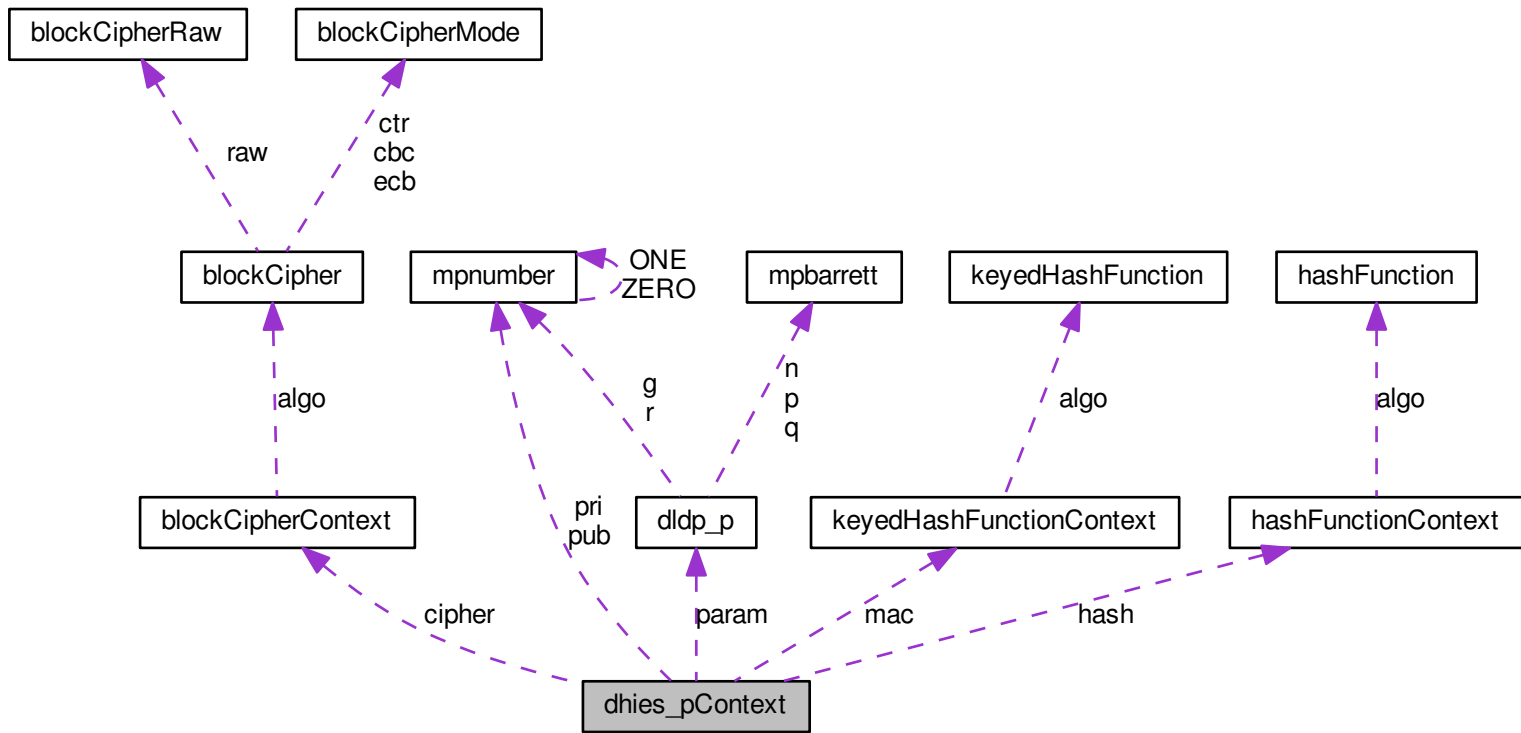 blockCipherRaw
blockCipherMode
raw
ctr
cbc
ecb
blockCipher
mpnumber
ONE
ZERO
mpbarrett
keyedHashFunction
hashFunction
algo
g
r
n
p
q
algo
algo
blockCipherContext
pri
pub
dldp_p
keyedHashFunctionContext
hashFunctionContext
cipher
param
mac
hash
dhies_pContext